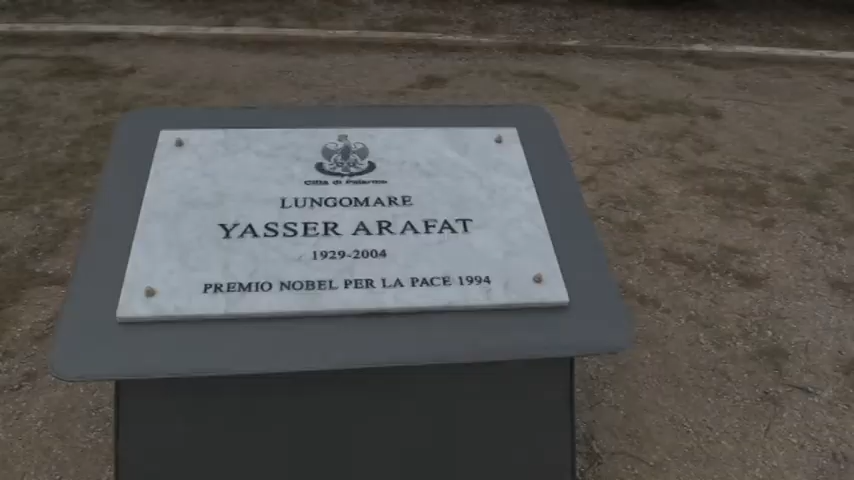 Città di Palermo
LUNGOMARE
YASSER ARAFAT
1929-2004
PREMIO NOBEL PER LA PACE 1994